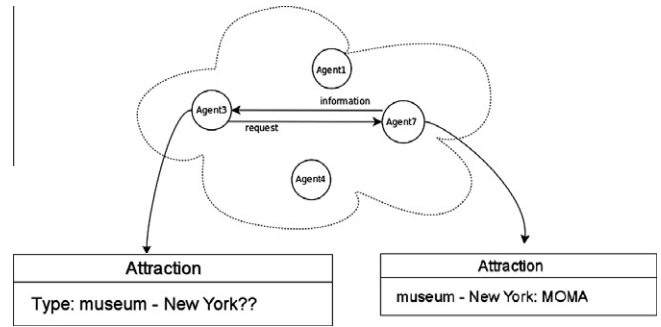 Agent1
information
Agent3
Agent7
request
Agent4
Attraction
Type: museum - New York??
Attraction
museum - New York: MOMA